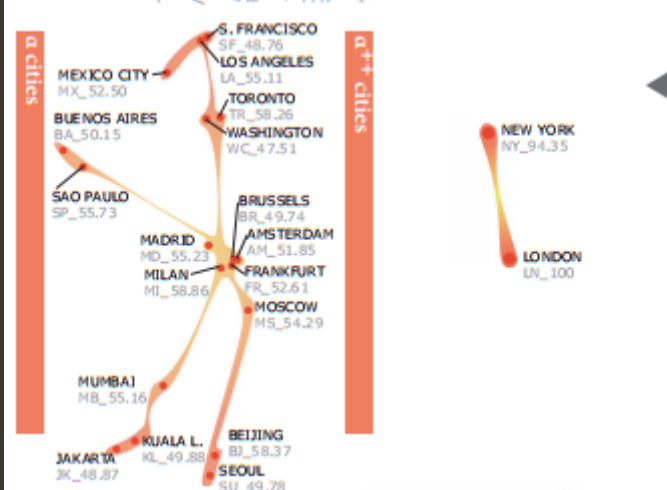 α cities
S. FRANCISCO
SF_48.76
LOS ANGELES
LA_55.11
MEXICO CITY
MX_52.50
TORONTO
TR_58.26
BUENOS AIRES
BA_50.15
WASHINGTON
WC_47.51
SAO PAULO
SP_55.73
BRUSSELS
BR_49.74
AMSTERDAM
AM_51.85
MADRID
MD_55.23
MILAN
MI_58.86
FRANKFURT
FR_52.61
MOSCOW
MS_54.29
MUMBAI
MB_55.16
KUALA L.
KL_49.88
JAKARTA
JK_48.87
BEIJING
BJ_58.37
SEOUL
SU_49.78
α++ cities
NEW YORK
NY_94.35
LONDON
LN_100